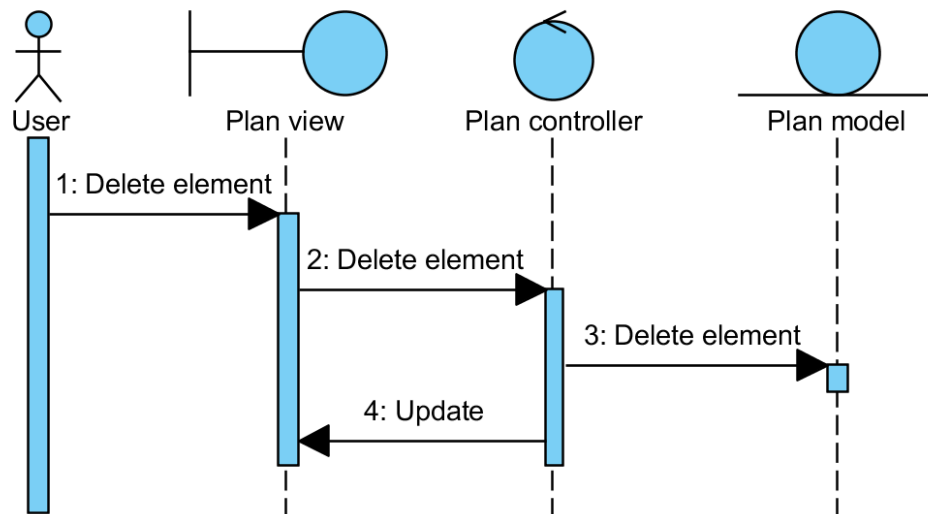 User
Plan view
Plan controller
Plan model
1: Delete element
2: Delete element
3: Delete element
4: Update